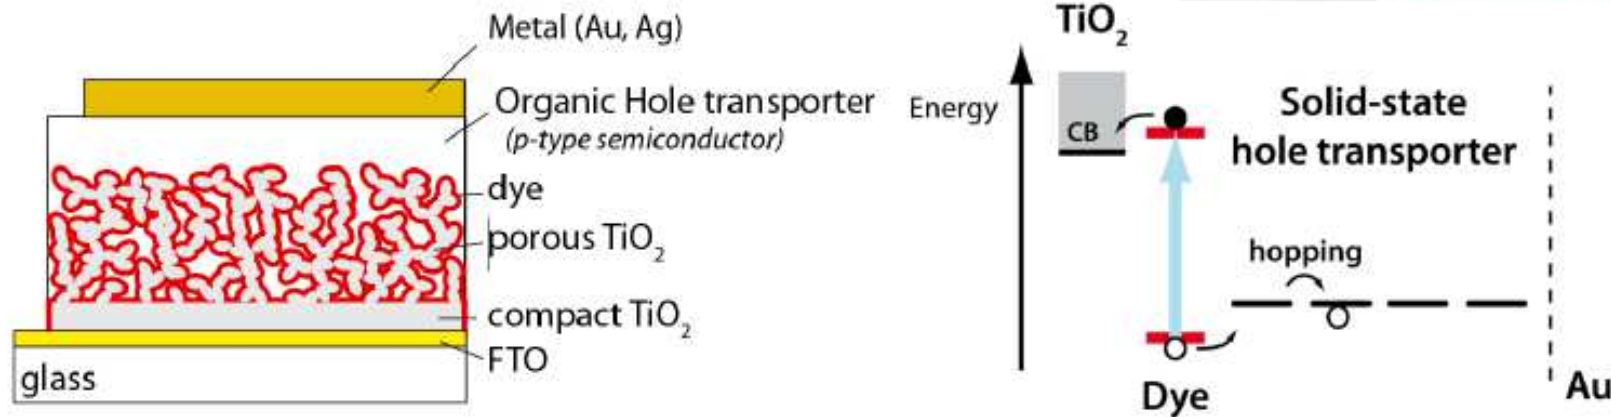 Metal (Au, Ag)
Organic Hole transporter
(p-type semiconductor)
dye
porous TiO₂
compact TiO₂
FTO
glass
TiO₂
Energy
CB
Solid-state
hole transporter
hopping
Dye
Au